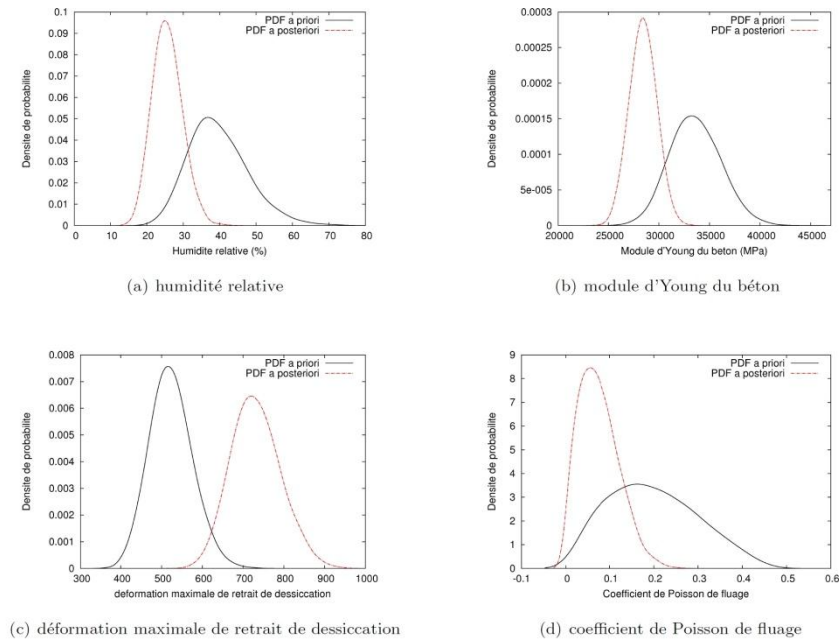 0.1
0.09
0.08
0.07
0.06
0.05
0.04
0.03
0.02
0.01
0
Densite de probabilite
PDF a priori
PDF a posteriori
0 10 20 30 40 50 60 70 80
Humidite relative (%)
(a) humidité relative
0.0003
0.00025
0.0002
0.00015
0.0001
5e-005
0
Densite de probabilite
PDF a priori
PDF a posteriori
20000 25000 30000 35000 40000 45000
Module d'Young du beton (MPa)
(b) module d'Young du béton
0.008
0.007
0.006
0.005
0.004
0.003
0.002
0.001
0
Densite de probabilite
PDF a priori
PDF a posteriori
300 400 500 600 700 800 900 1000
deformation maximale de retrait de dessiccation
(c) déformation maximale de retrait de dessiccation
9
8
7
6
5
4
3
2
1
0
Densite de probabilite
PDF a priori
PDF a posteriori
-0.1 0 0.1 0.2 0.3 0.4 0.5 0.6
Coefficient de Poisson de fluage
(d) coefficient de Poisson de fluage